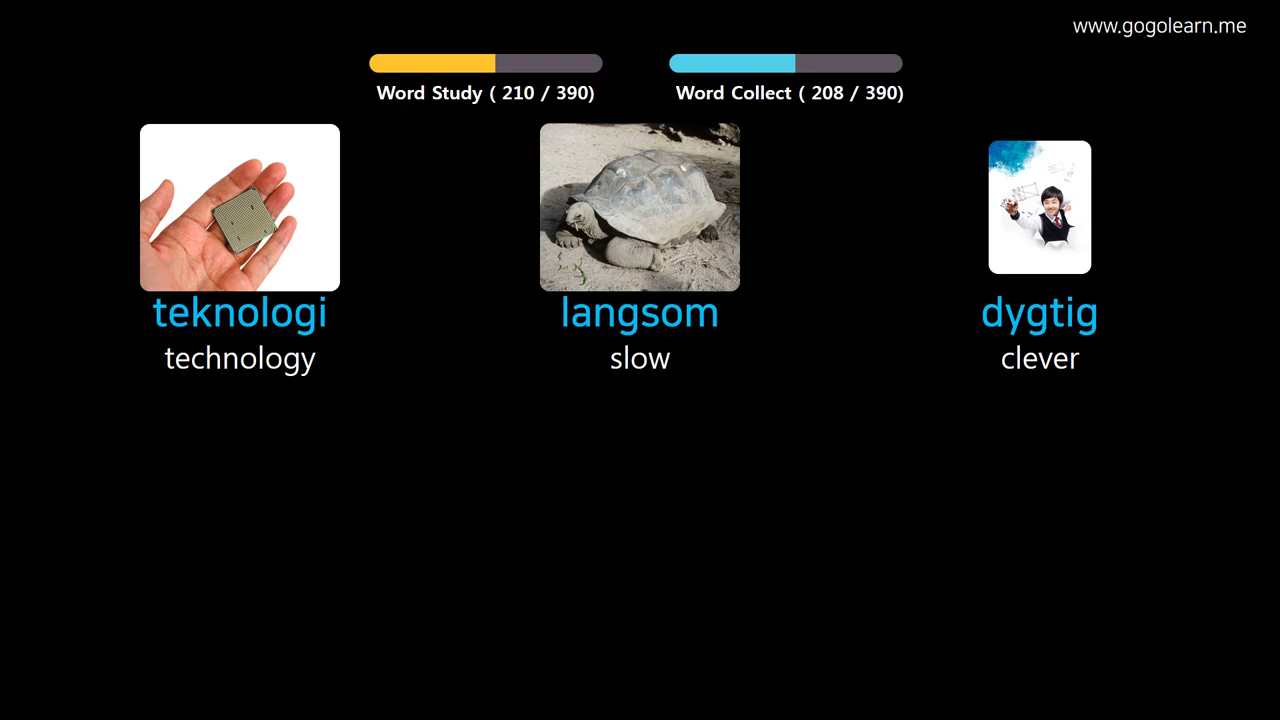 www.gogolearn.me
Word Study ( 210 / 390)
Word Collect ( 208 / 390)
teknologi
langsom
dygtig
technology
slow
clever